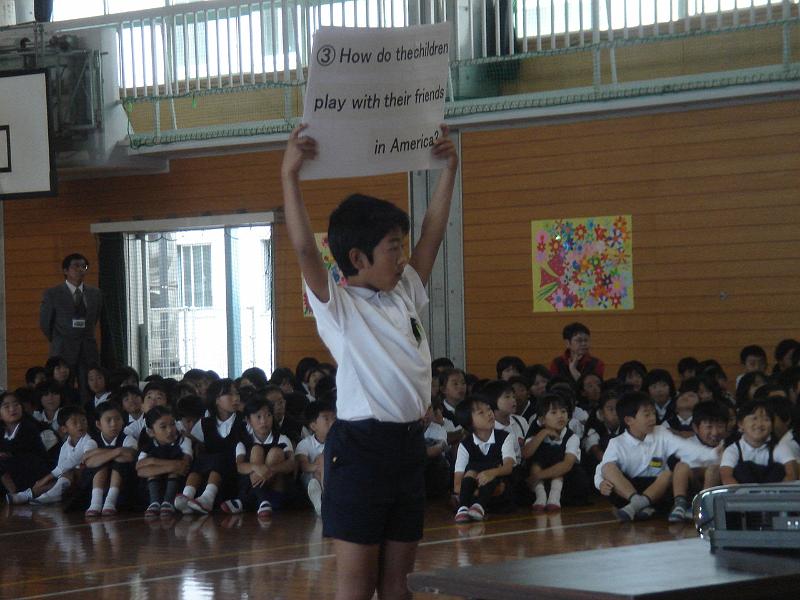 ③ How do the children
play with their friends
in America?